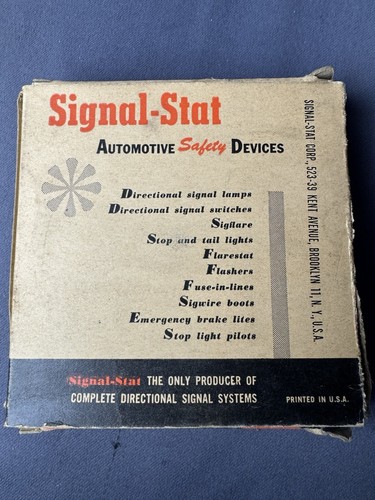 Signal-Stat
AUTOMOTIVE Safety DEVICES
Directional signal lamps
Directional signal switches
Sigflare
Stop and tail lights
Flarestat
Flashers
Fuse-in-lines
Sigwire boots
Emergency brake lites
Stop light pilots
SIGNAL-STAT CORP., 523-39 KENT AVENUE, BROOKLYN 11, N. Y., U.S.A.
Signal-Stat THE ONLY PRODUCER OF
COMPLETE DIRECTIONAL SIGNAL SYSTEMS
PRINTED IN U.S.A.